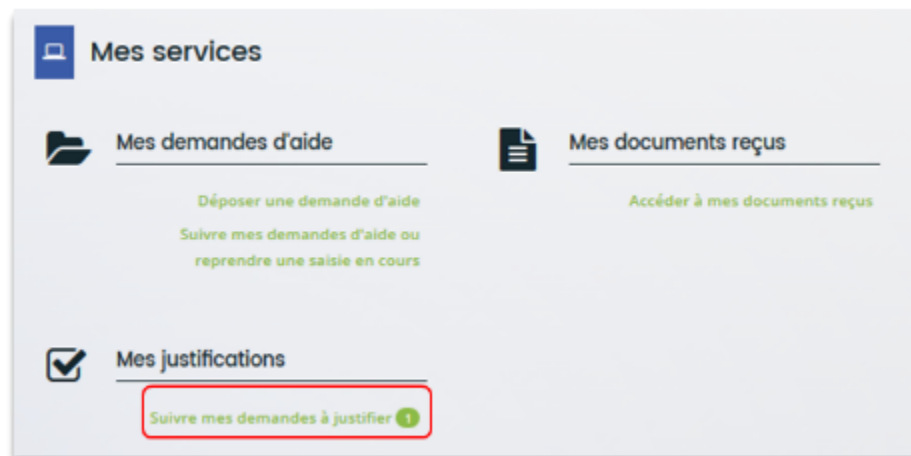 Mes services
Mes demandes d'aide
Déposer une demande d'aide
Suivre mes demandes d'aide ou
reprendre une saisie en cours
Mes documents reçus
Accéder à mes documents reçus
Mes justifications
Suivre mes demandes à justifier 1